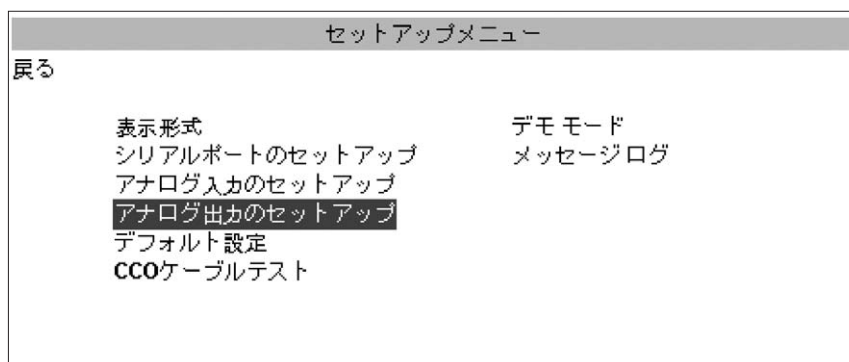 セットアップメニュー
戻る
表示形式
シリアルポートのセットアップ
アナログ入力のセットアップ
アナログ出力のセットアップ
デフォルト設定
CCOケーブルテスト
デモ モード
メッセージ ログ